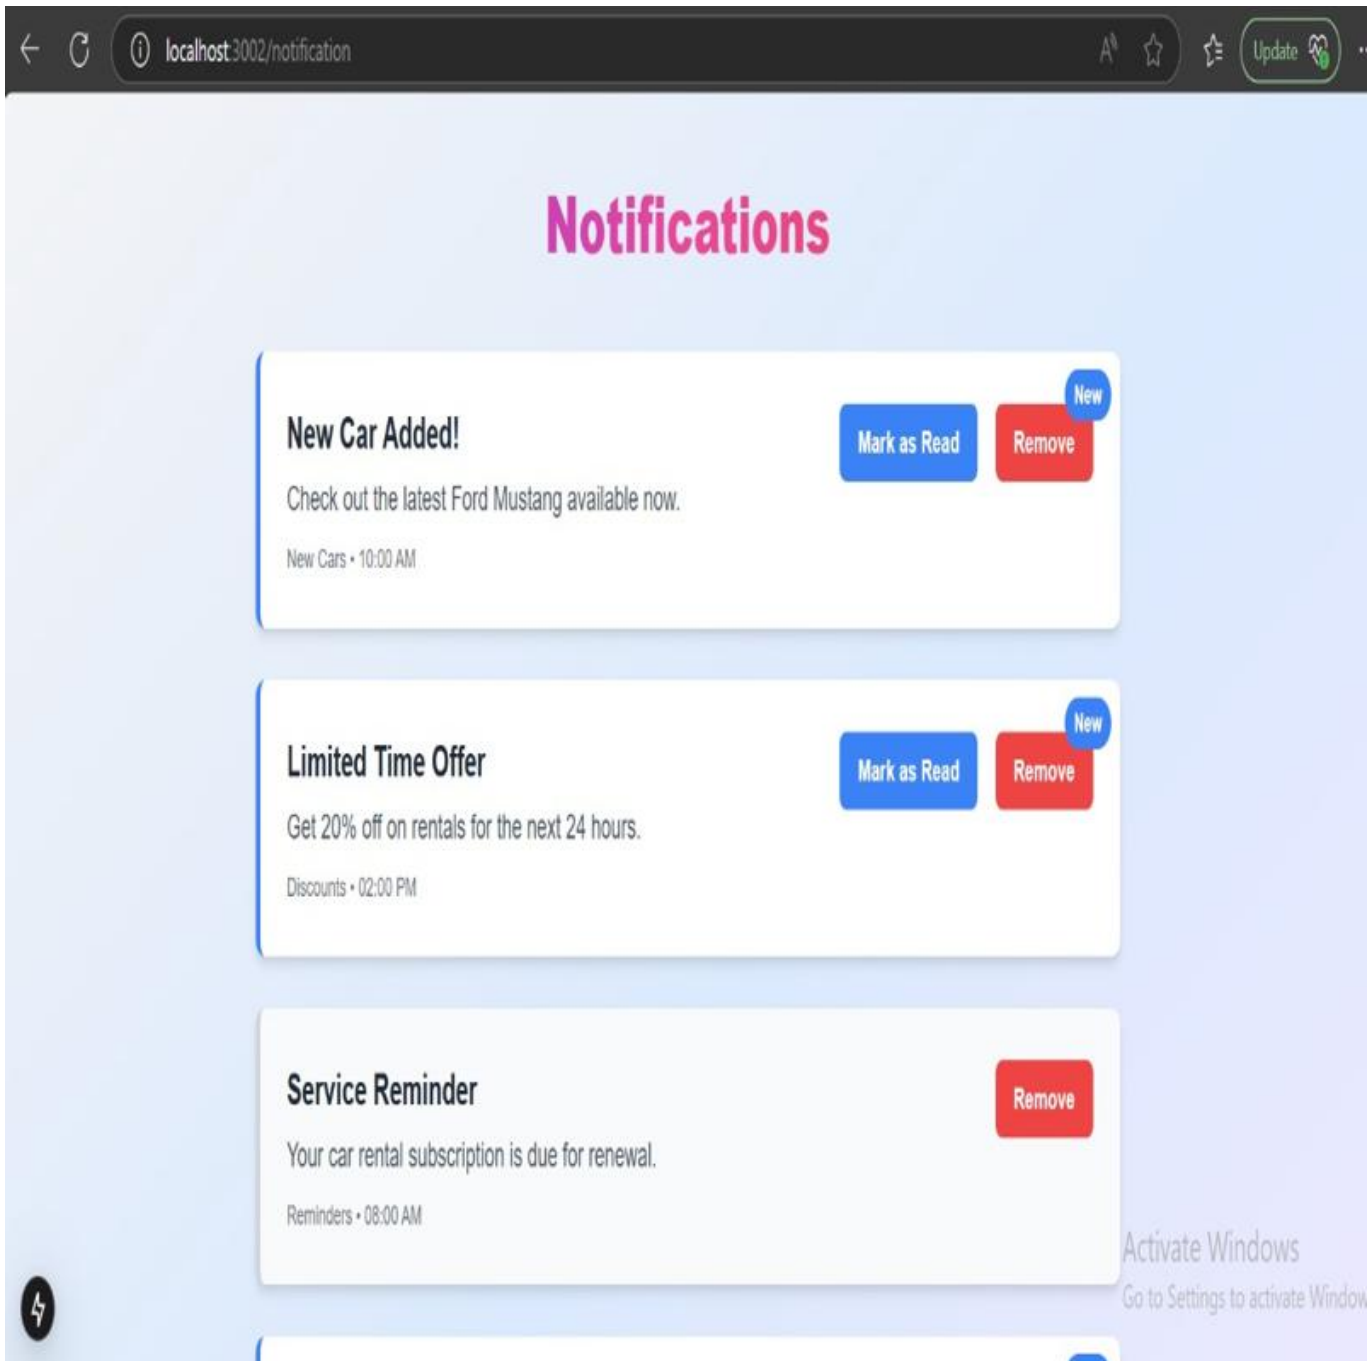 localhost:3002/notification
Update
Notifications
New
New Car Added!
Mark as Read
Remove
Check out the latest Ford Mustang available now.
New Cars • 10:00 AM
New
Limited Time Offer
Mark as Read
Remove
Get 20% off on rentals for the next 24 hours.
Discounts • 02:00 PM
Service Reminder
Remove
Your car rental subscription is due for renewal.
Reminders • 08:00 AM
Activate Windows
Go to Settings to activate Window